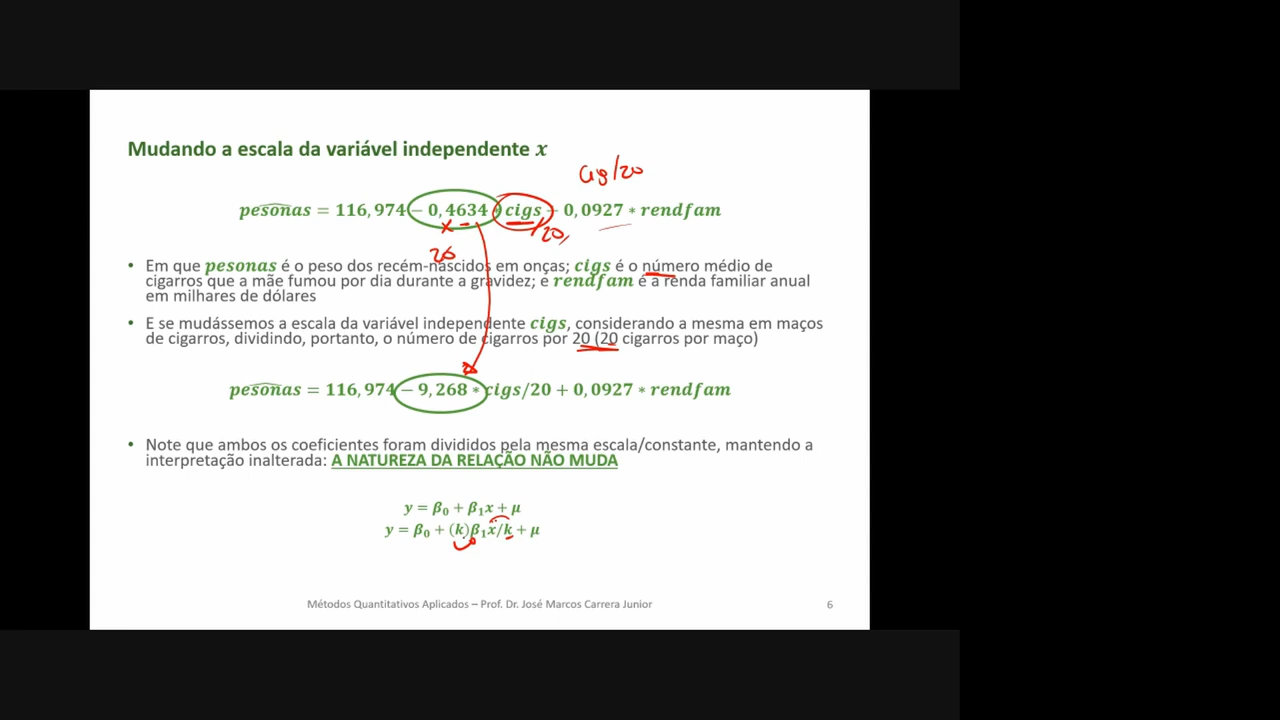 Mudando a escala da variável independente x
cig/20
pesonas = 116,974 − 0,4634 * cigs + 0,0927 * rendfam
x /20
20
• Em que pesonas é o peso dos recém-nascidos em onças; cigs é o número médio de
cigarros que a mãe fumou por dia durante a gravidez; e rendfam é a renda familiar anual
em milhares de dólares
• E se mudássemos a escala da variável independente cigs, considerando a mesma em maços
de cigarros, dividindo, portanto, o número de cigarros por 20 (20 cigarros por maço)
pesonas = 116,974 − 9,268 * cigs/20 + 0,0927 * rendfam
• Note que ambos os coeficientes foram divididos pela mesma escala/constante, mantendo a
interpretação inalterada: A NATUREZA DA RELAÇÃO NÃO MUDA
y = β₀ + β₁x + μ
y = β₀ + (k)β₁x/k + μ
Métodos Quantitativos Aplicados – Prof. Dr. José Marcos Carrera Junior 6